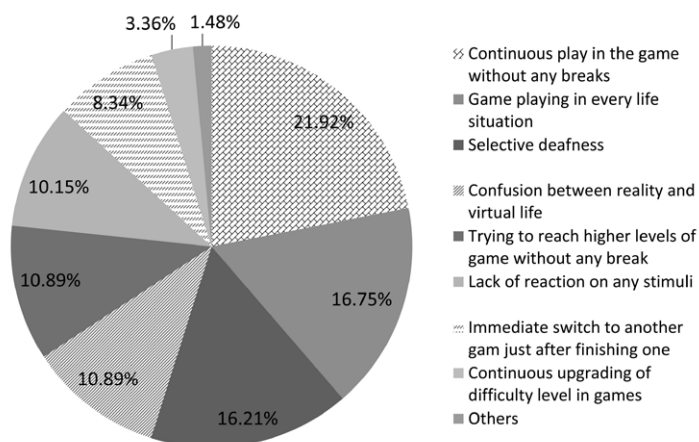 3.36%
1.48%
8.34%
21.92%
10.15%
10.89%
16.75%
10.89%
16.21%
Continuous play in the game
without any breaks
Game playing in every life
situation
Selective deafness
Confusion between reality and
virtual life
Trying to reach higher levels of
game without any break
Lack of reaction on any stimuli
Immediate switch to another
gam just after finishing one
Continuous upgrading of
difficulty level in games
Others